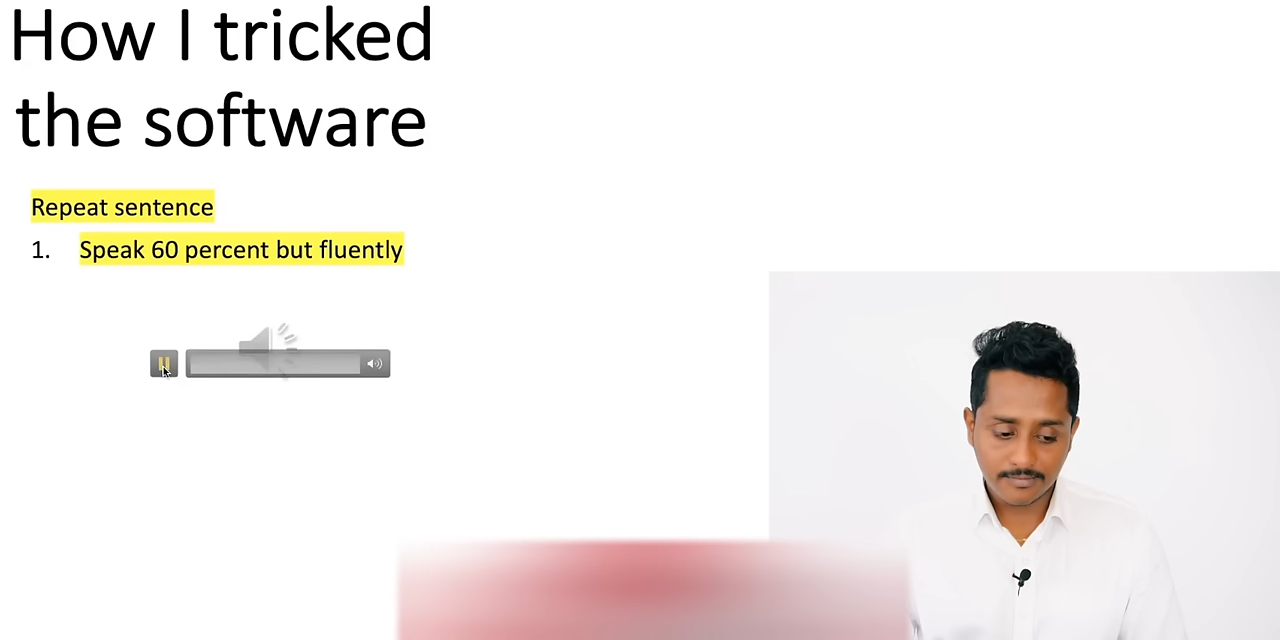 How I tricked
the software
Repeat sentence
1. Speak 60 percent but fluently